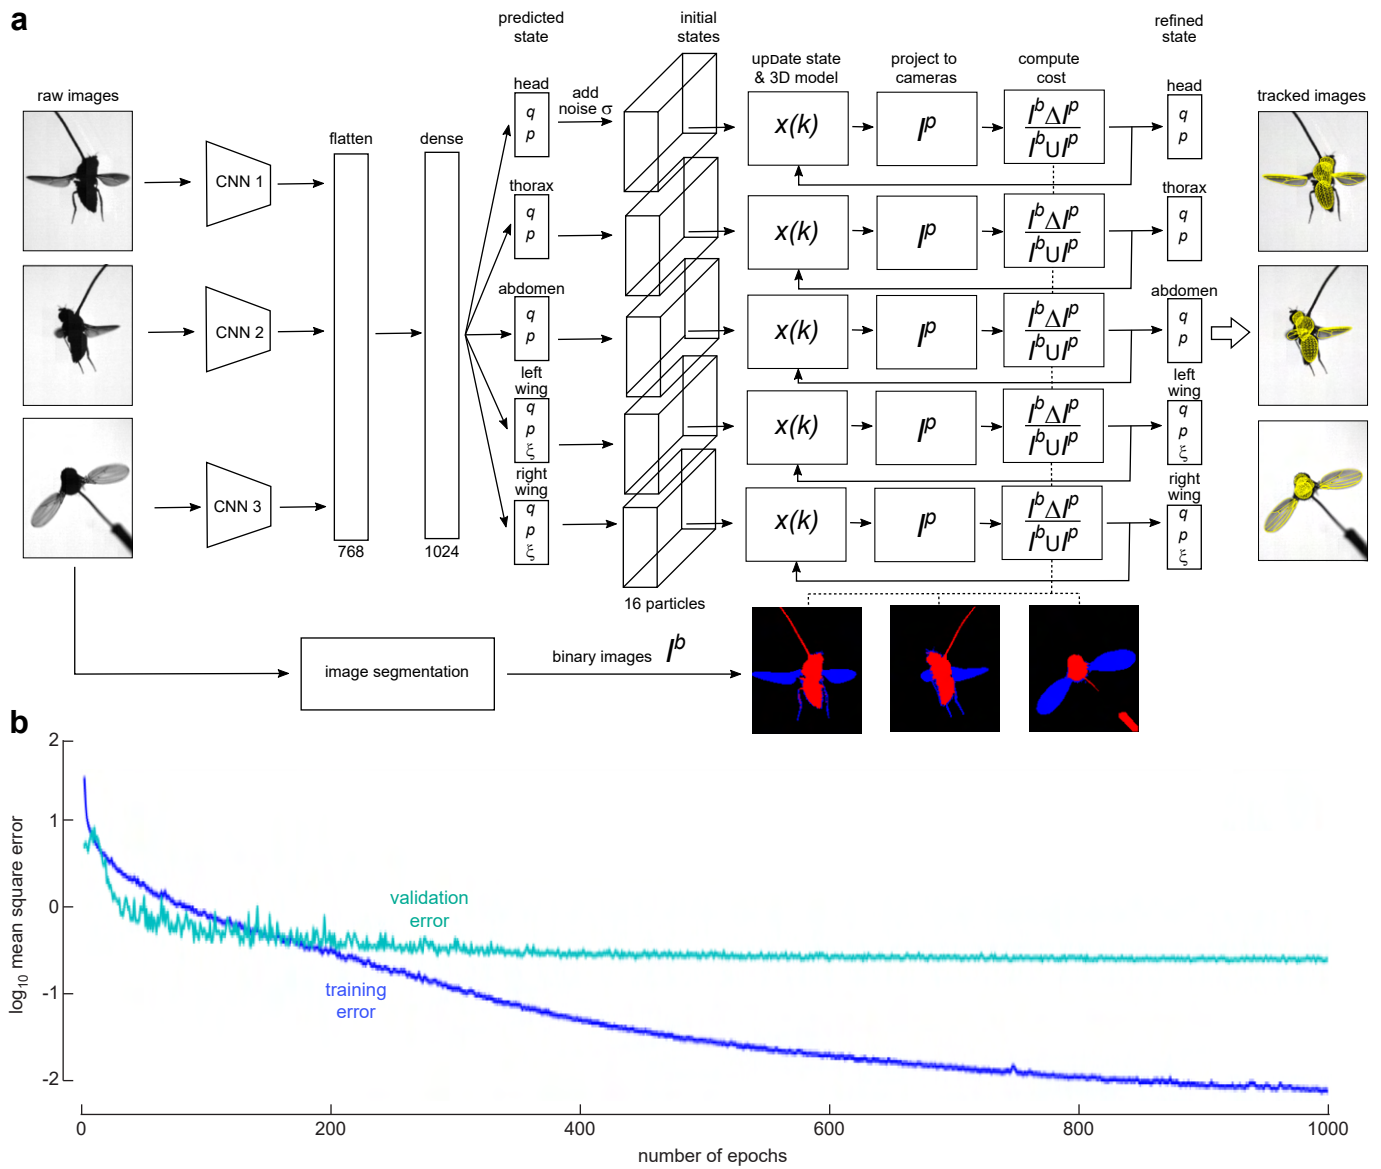 a
predicted
state
initial
states
refined
state
update state
& 3D model
project to
cameras
compute
cost
raw images
tracked images
flatten
dense
head
q
p
add
noise σ
x(k)
I^p
I^b Δ I^p
I^b ∪ I^p
head
q
p
CNN 1
thorax
q
p
x(k)
I^p
I^b Δ I^p
I^b ∪ I^p
thorax
q
p
CNN 2
abdomen
q
p
x(k)
I^p
I^b Δ I^p
I^b ∪ I^p
abdomen
q
p
left
wing
q
p
ξ
x(k)
I^p
I^b Δ I^p
I^b ∪ I^p
left
wing
q
p
ξ
CNN 3
right
wing
q
p
ξ
x(k)
I^p
I^b Δ I^p
I^b ∪ I^p
right
wing
q
p
ξ
768
1024
16 particles
image segmentation
binary images I^b
b
2
1
0
-1
-2
log₁₀ mean square error
validation
error
training
error
0
200
400
600
800
1000
number of epochs